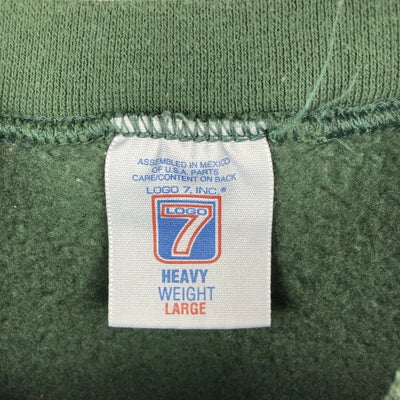 ASSEMBLED IN MEXICO
OF U.S.A. PARTS
CARE/CONTENT ON BACK
LOGO 7, INC.®
LOGO
7
HEAVY
WEIGHT
LARGE